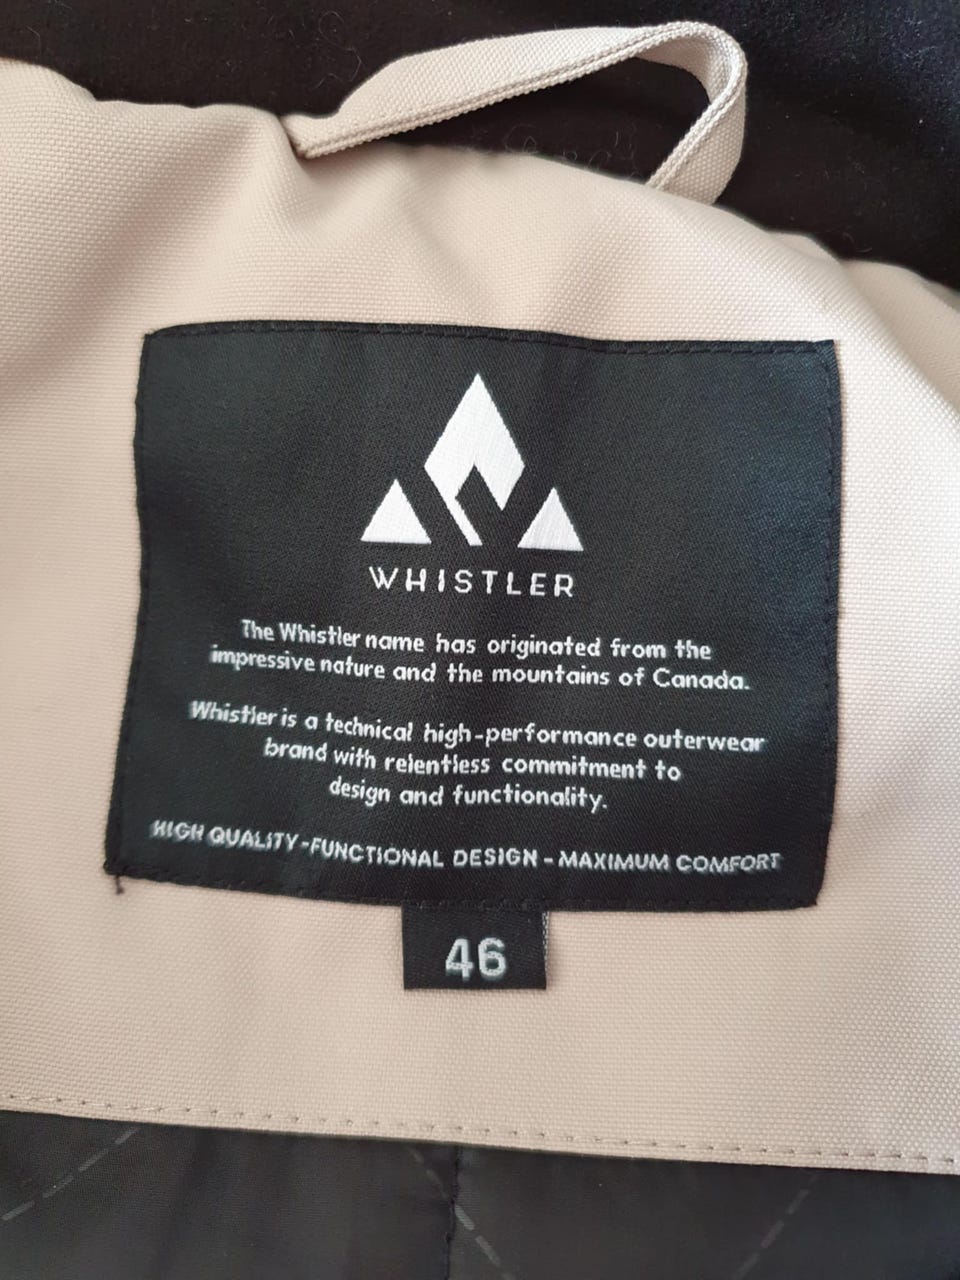 WHISTLER
The Whistler name has originated from the
impressive nature and the mountains of Canada.
Whistler is a technical high-performance outerwear
brand with relentless commitment to
design and functionality.
HIGH QUALITY - FUNCTIONAL DESIGN - MAXIMUM COMFORT
46